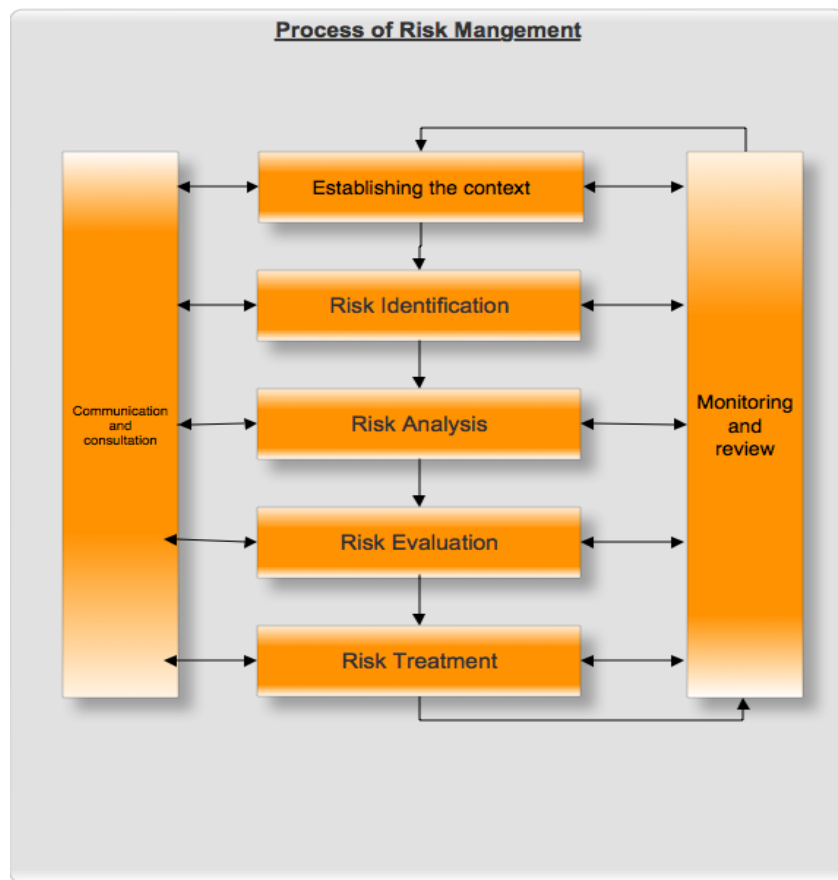 Process of Risk Mangement
Establishing the context
Risk Identification
Communication
and
consultation
Risk Analysis
Monitoring
and
review
Risk Evaluation
Risk Treatment